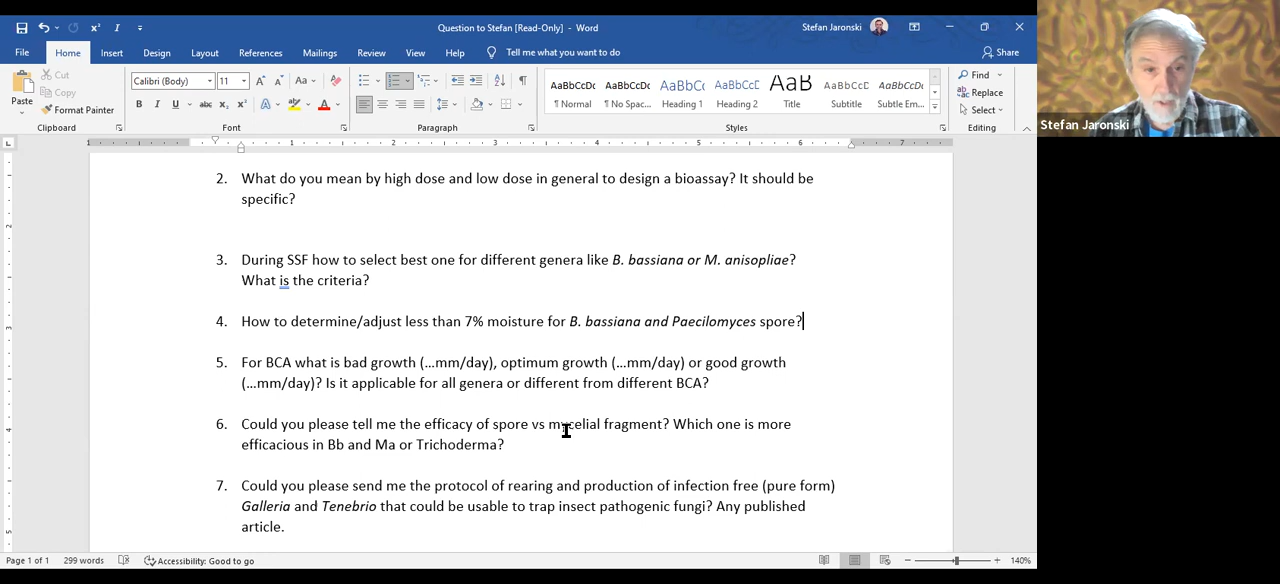 Question to Stefan [Read-Only] - Word
Stefan Jaronski
File Home Insert Design Layout References Mailings Review View Help Tell me what you want to do Share
Paste
Cut
Copy
Format Painter
Clipboard
Calibri (Body) 11
Font
Paragraph
AaBbCcDc AaBbCcDc AaBbCc AaBbCcC AaB AaBbCcC AaBbCcDc
¶ Normal ¶ No Spac... Heading 1 Heading 2 Title Subtitle Subtle Em...
Styles
Find
Replace
Select
Editing
Stefan Jaronski
1 1 2 3 4 5 6 7
2. What do you mean by high dose and low dose in general to design a bioassay? It should be
specific?
3. During SSF how to select best one for different genera like B. bassiana or M. anisopliae?
What is the criteria?
4. How to determine/adjust less than 7% moisture for B. bassiana and Paecilomyces spore?
5. For BCA what is bad growth (...mm/day), optimum growth (...mm/day) or good growth
(...mm/day)? Is it applicable for all genera or different from different BCA?
6. Could you please tell me the efficacy of spore vs mycelial fragment? Which one is more
efficacious in Bb and Ma or Trichoderma?
7. Could you please send me the protocol of rearing and production of infection free (pure form)
Galleria and Tenebrio that could be usable to trap insect pathogenic fungi? Any published
article.
Page 1 of 1 299 words Accessibility: Good to go 140%